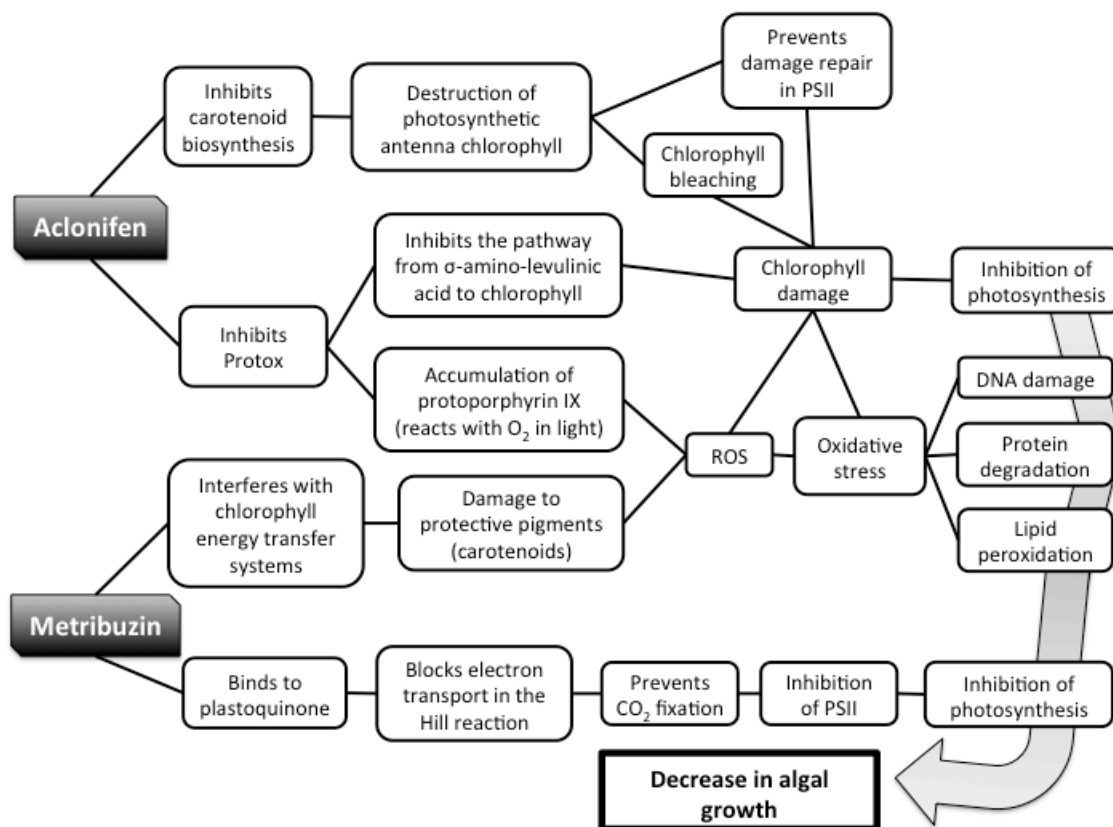 Prevents
damage repair
in PSII
Inhibits
carotenoid
biosynthesis
Destruction of
photosynthetic
antenna chlorophyll
Chlorophyll
bleaching
Aclonifen
Inhibits the pathway
from σ-amino-levulinic
acid to chlorophyll
Chlorophyll
damage
Inhibition of
photosynthesis
Inhibits
Protox
Accumulation of
protoporphyrin IX
(reacts with O₂ in light)
DNA damage
ROS
Oxidative
stress
Protein
degradation
Interferes with
chlorophyll
energy transfer
systems
Damage to
protective pigments
(carotenoids)
Lipid
peroxidation
Metribuzin
Binds to
plastoquinone
Blocks electron
transport in the
Hill reaction
Prevents
CO₂ fixation
Inhibition
of PSII
Inhibition of
photosynthesis
Decrease in algal
growth